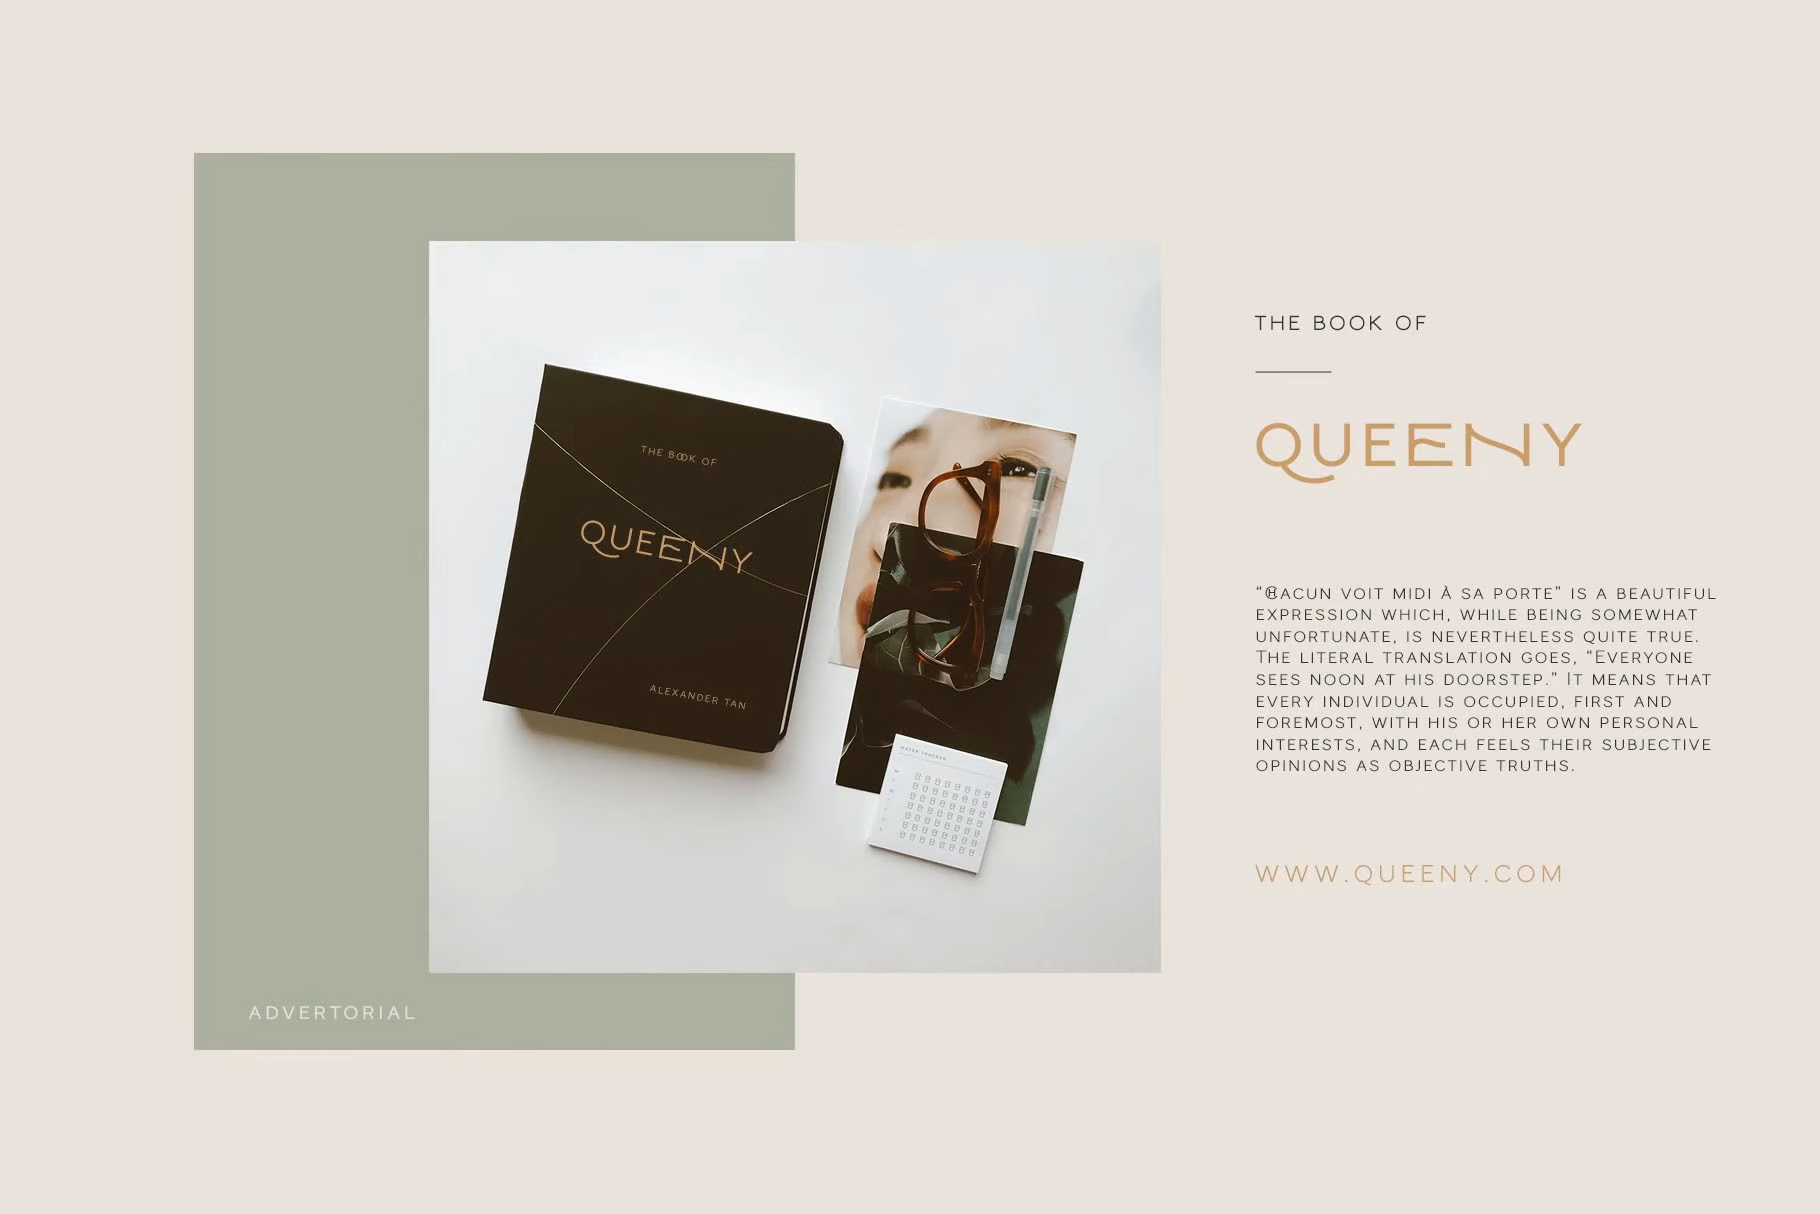 THE BOOK OF
QUEENY
ALEXANDER TAN
WATER TRACKER
ADVERTORIAL
THE BOOK OF
QUEENY
“CHACUN VOIT MIDI À SA PORTE” IS A BEAUTIFUL
EXPRESSION WHICH, WHILE BEING SOMEWHAT
UNFORTUNATE, IS NEVERTHELESS QUITE TRUE.
THE LITERAL TRANSLATION GOES, “EVERYONE
SEES NOON AT HIS DOORSTEP.” IT MEANS THAT
EVERY INDIVIDUAL IS OCCUPIED, FIRST AND
FOREMOST, WITH HIS OR HER OWN PERSONAL
INTERESTS, AND EACH FEELS THEIR SUBJECTIVE
OPINIONS AS OBJECTIVE TRUTHS.
WWW.QUEENY.COM